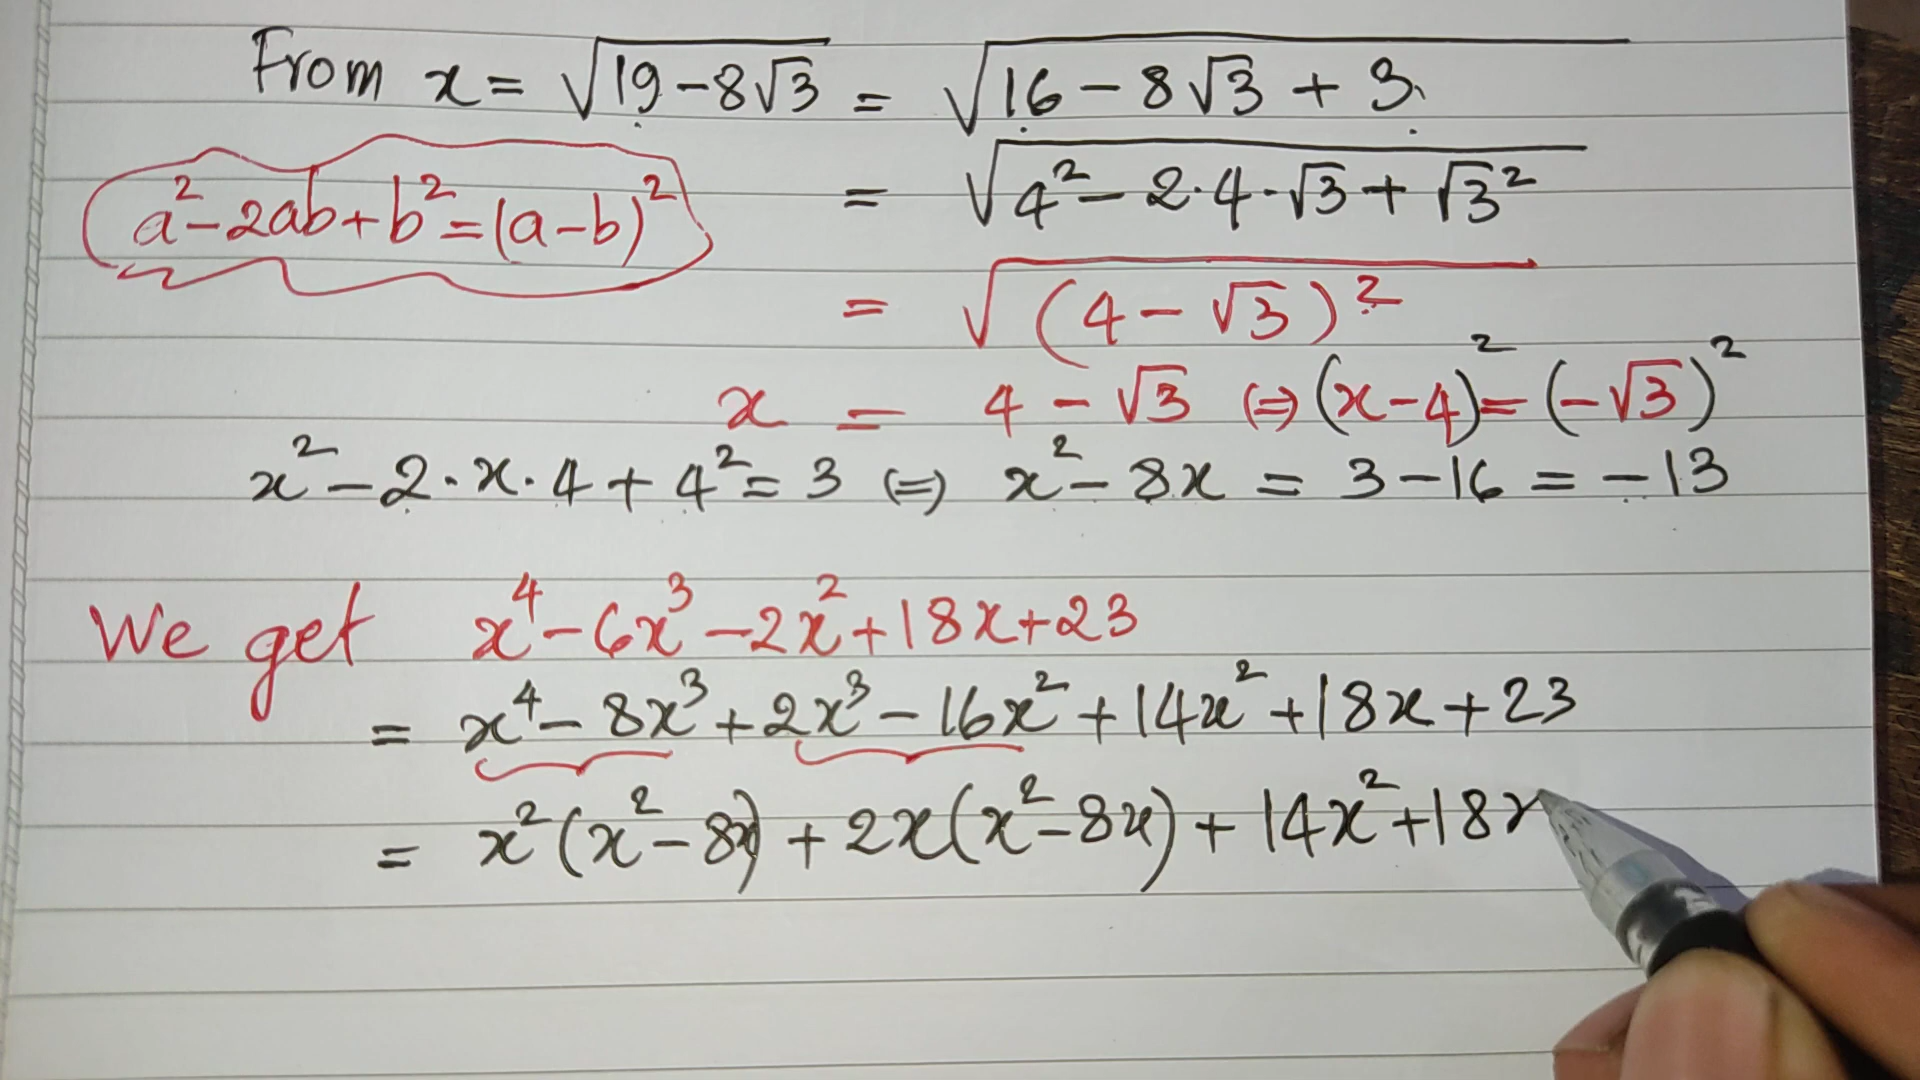 From x = √(19-8√3) = √(16-8√3+3)
a²-2ab+b²=(a-b)²
= √(4²-2·4·√3+√3²)
= √((4-√3)²)
x = 4-√3 (=) (x-4)²=(-√3)²
x²-2·x·4+4²=3 (=) x²-8x = 3-16 = -13
We get x⁴-6x³-2x²+18x+23
= x⁴-8x³+2x³-16x²+14x²+18x+23
= x²(x²-8x)+2x(x²-8x)+14x²+18x